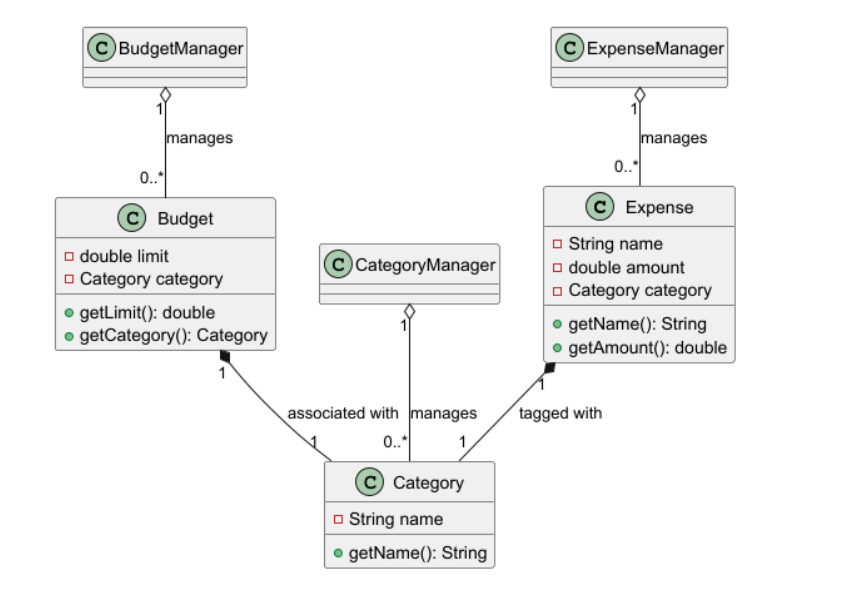 C BudgetManager
C ExpenseManager
1
manages
0..*
1
manages
0..*
C Budget
double limit
Category category
getLimit(): double
getCategory(): Category
C Expense
String name
double amount
Category category
getName(): String
getAmount(): double
C CategoryManager
1
1
1
associated with
manages
tagged with
1
0..*
1
C Category
String name
getName(): String